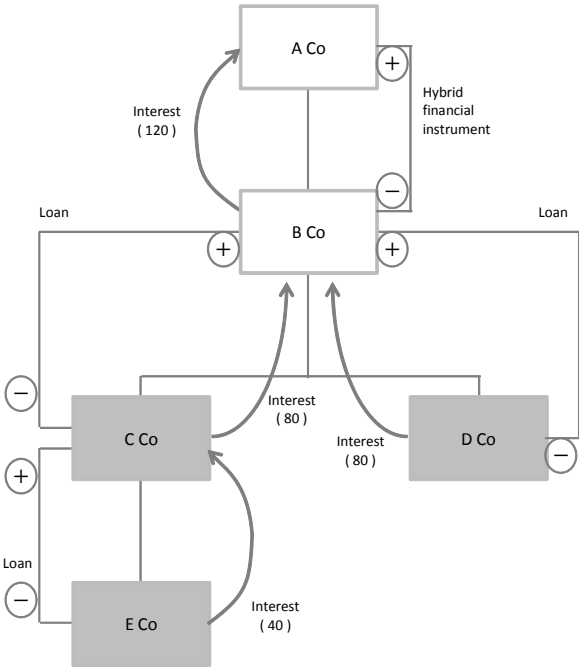 A Co
+
Interest
( 120 )
Hybrid
financial
instrument
−
Loan
B Co
Loan
+
+
−
Interest
( 80 )
C Co
D Co
Interest
( 80 )
−
+
Loan
−
E Co
Interest
( 40 )